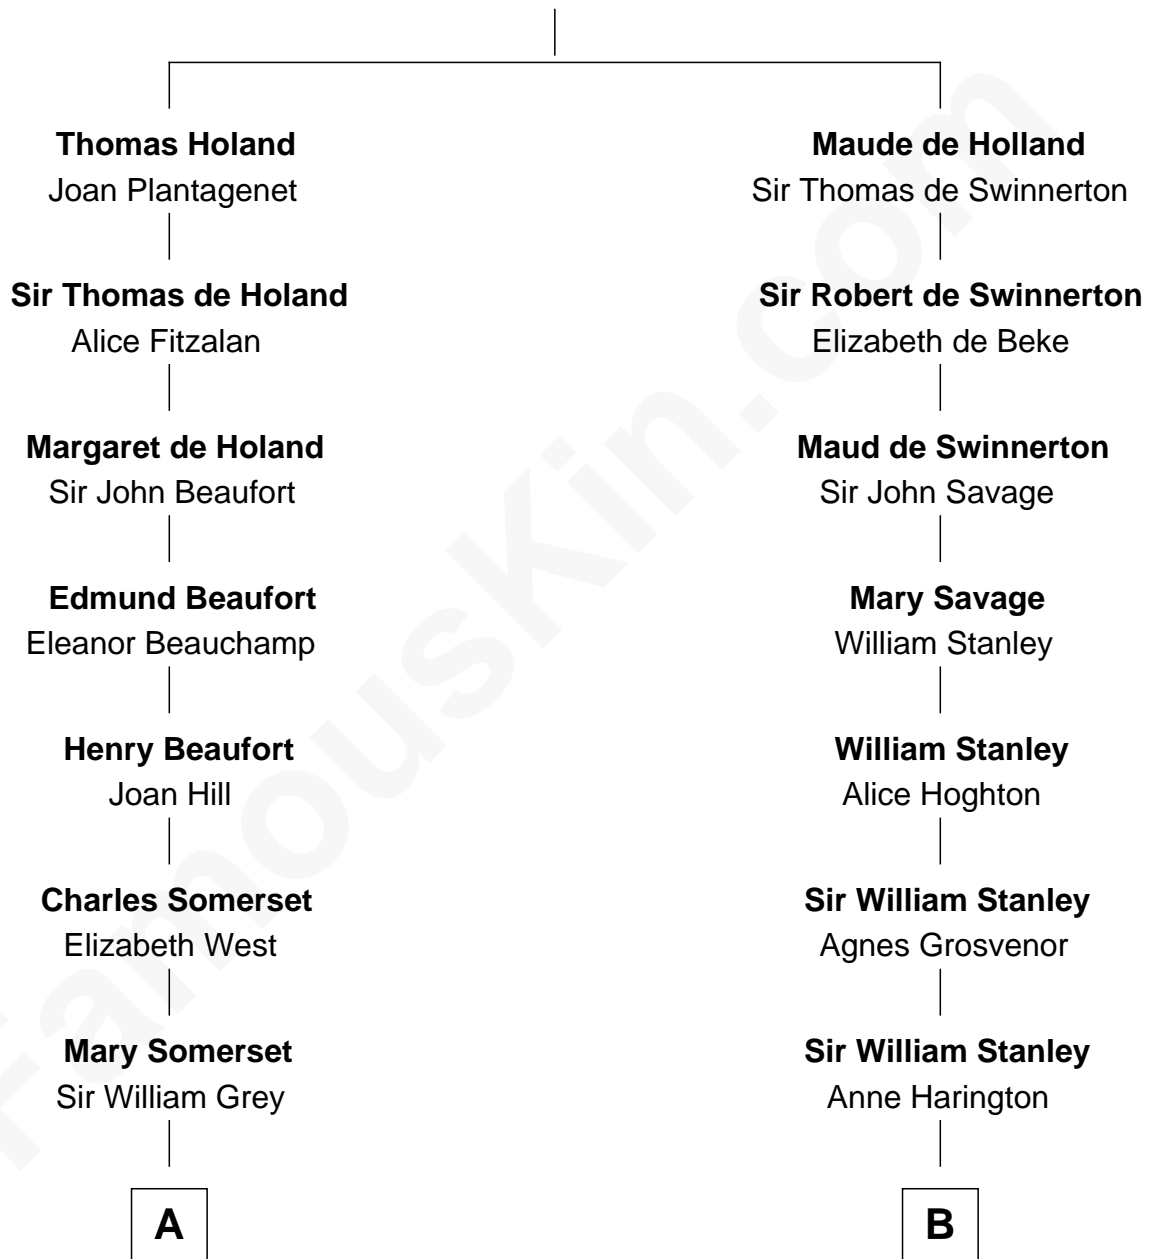 Thomas Holand
Joan Plantagenet
Sir Thomas de Holand
Alice Fitzalan
Margaret de Holand
Sir John Beaufort
Edmund Beaufort
Eleanor Beauchamp
Henry Beaufort
Joan Hill
Charles Somerset
Elizabeth West
Mary Somerset
Sir William Grey
A
Maude de Holland
Sir Thomas de Swinnerton
Sir Robert de Swinnerton
Elizabeth de Beke
Maud de Swinnerton
Sir John Savage
Mary Savage
William Stanley
William Stanley
Alice Hoghton
Sir William Stanley
Agnes Grosvenor
Sir William Stanley
Anne Harington
B
FamousKin.com